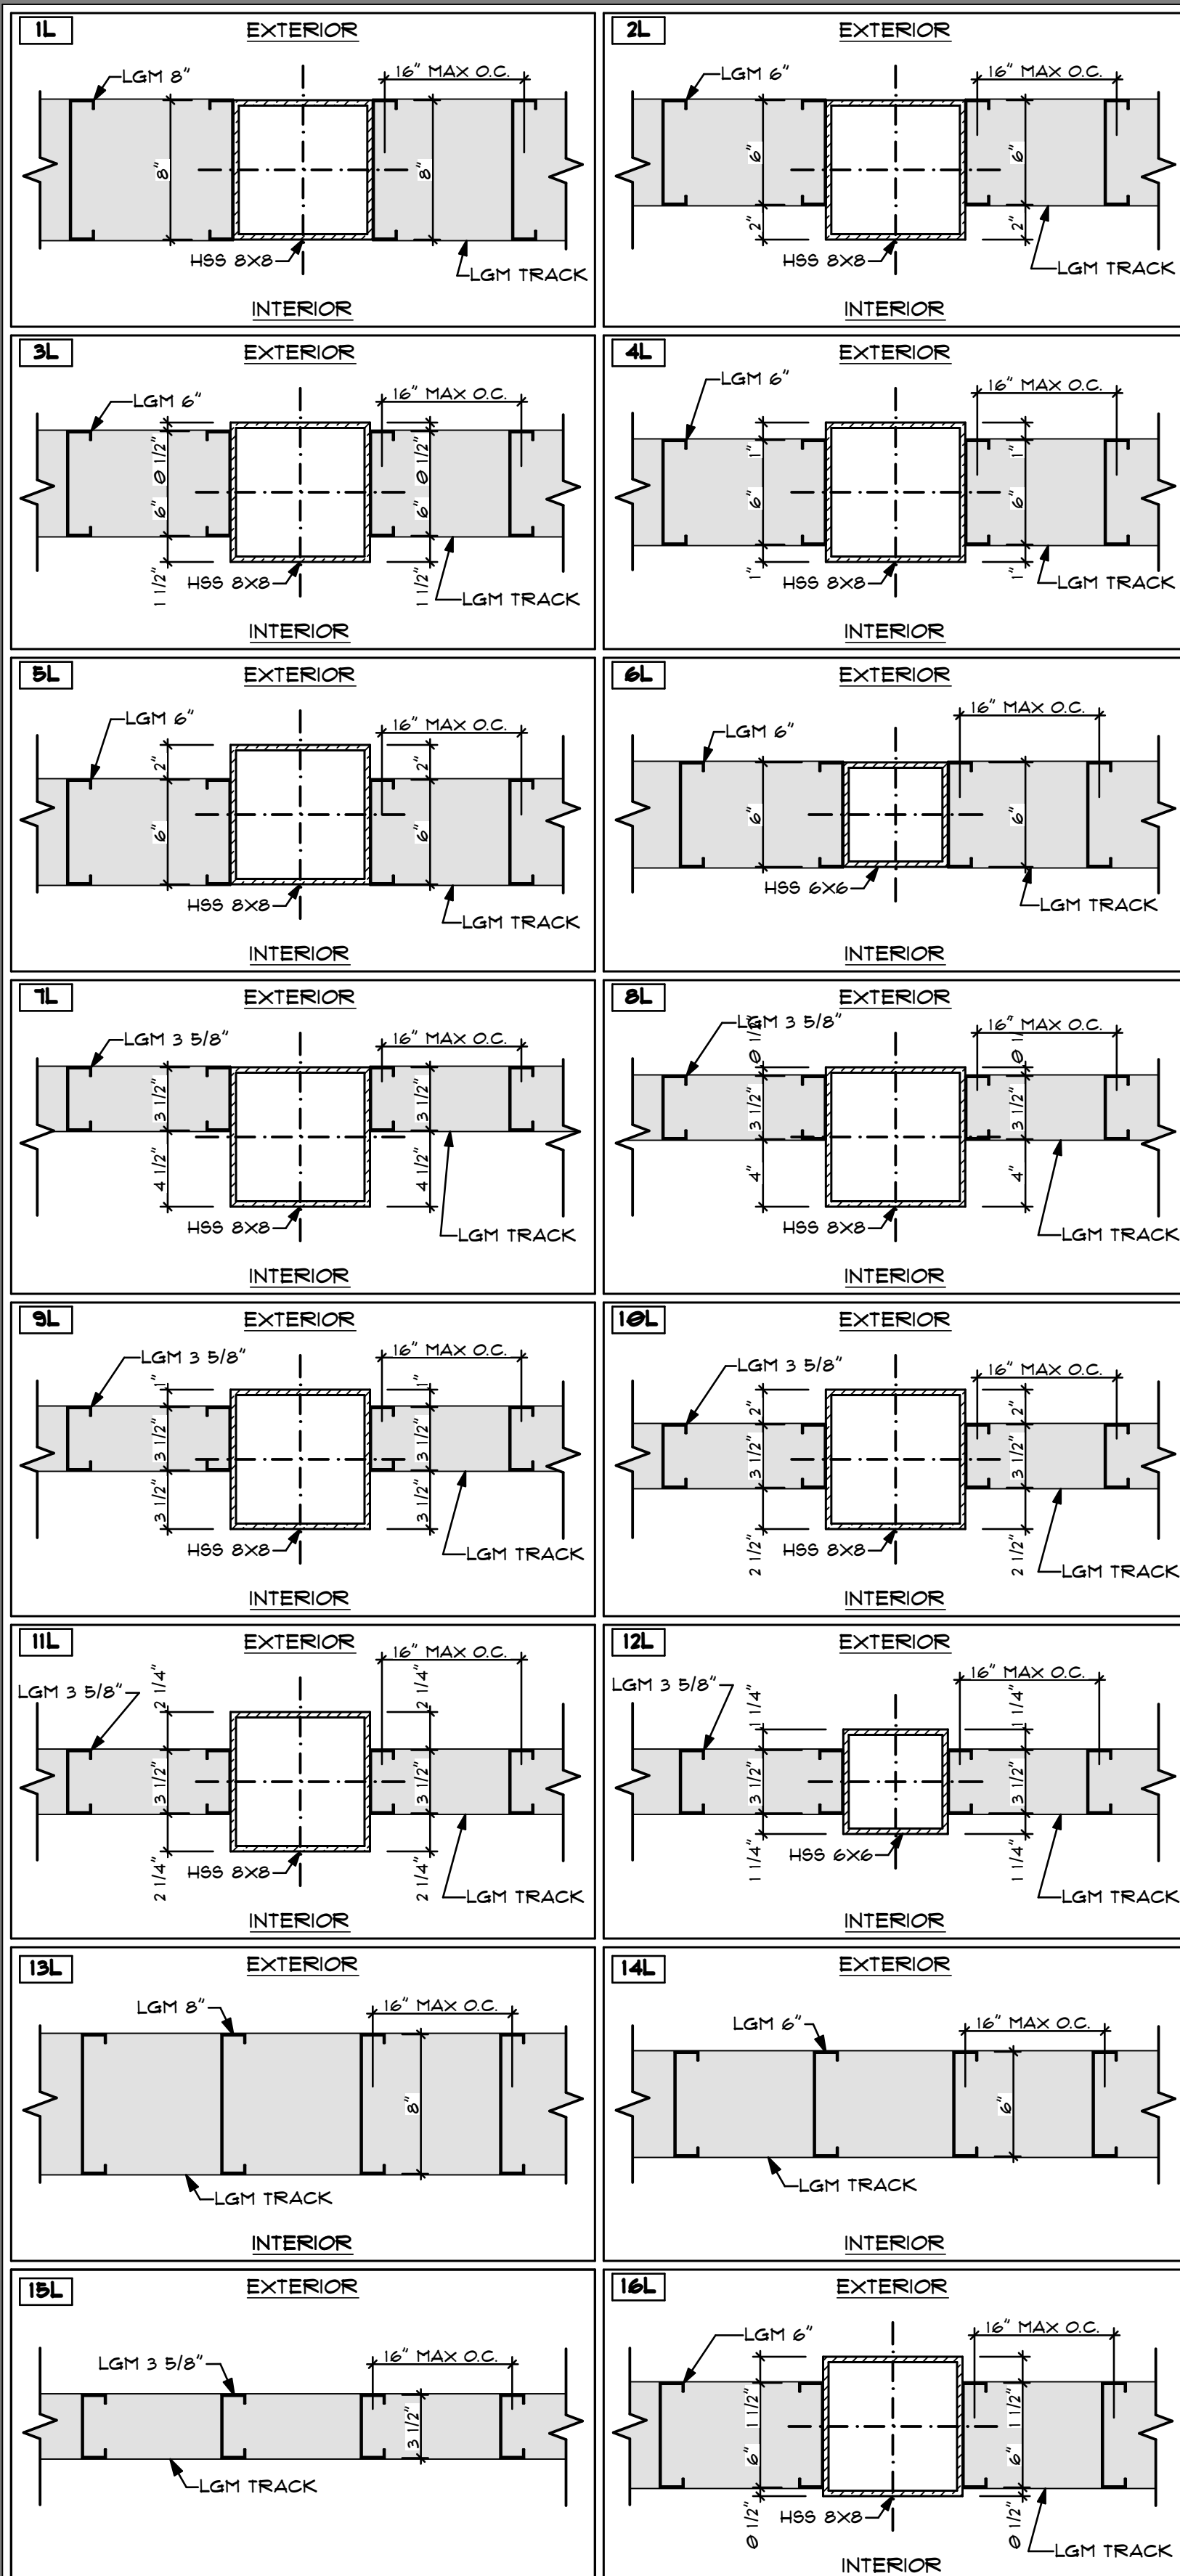 1L
EXTERIOR
LGM 8"
16" MAX O.C.
8"
8"
HSS 8X8
LGM TRACK
INTERIOR
2L
EXTERIOR
LGM 6"
16" MAX O.C.
6"
6"
2"
2"
HSS 8X8
LGM TRACK
INTERIOR
3L
EXTERIOR
LGM 6"
16" MAX O.C.
0 1/2"
0 1/2"
6"
6"
1 1/2"
1 1/2"
HSS 8X8
LGM TRACK
INTERIOR
4L
EXTERIOR
LGM 6"
16" MAX O.C.
1"
1"
6"
6"
1"
1"
HSS 8X8
LGM TRACK
INTERIOR
5L
EXTERIOR
LGM 6"
16" MAX O.C.
2"
2"
6"
6"
HSS 8X8
LGM TRACK
INTERIOR
6L
EXTERIOR
16" MAX O.C.
LGM 6"
6"
6"
HSS 6X6
LGM TRACK
INTERIOR
7L
EXTERIOR
LGM 3 5/8"
16" MAX O.C.
3 1/2"
3 1/2"
4 1/2"
4 1/2"
HSS 8X8
LGM TRACK
INTERIOR
8L
EXTERIOR
LGM 3 5/8"
16" MAX O.C.
3 1/2"
3 1/2"
4"
4"
HSS 8X8
LGM TRACK
INTERIOR
9L
EXTERIOR
LGM 3 5/8"
16" MAX O.C.
1"
1"
3 1/2"
3 1/2"
3 1/2"
3 1/2"
HSS 8X8
LGM TRACK
INTERIOR
10L
EXTERIOR
LGM 3 5/8"
16" MAX O.C.
2"
2"
3 1/2"
3 1/2"
2 1/2"
2 1/2"
HSS 8X8
LGM TRACK
INTERIOR
11L
EXTERIOR
16" MAX O.C.
LGM 3 5/8"
2 1/4"
2 1/4"
3 1/2"
3 1/2"
2 1/4"
2 1/4"
HSS 8X8
LGM TRACK
INTERIOR
12L
EXTERIOR
16" MAX O.C.
LGM 3 5/8"
1 1/4"
1 1/4"
3 1/2"
3 1/2"
1 1/4"
1 1/4"
HSS 6X6
LGM TRACK
INTERIOR
13L
EXTERIOR
LGM 8"
16" MAX O.C.
8"
LGM TRACK
INTERIOR
14L
EXTERIOR
LGM 6"
16" MAX O.C.
6"
LGM TRACK
INTERIOR
15L
EXTERIOR
LGM 3 5/8"
16" MAX O.C.
3 1/2"
LGM TRACK
16L
EXTERIOR
LGM 6"
16" MAX O.C.
1 1/2"
1 1/2"
6"
6"
0 1/2"
0 1/2"
HSS 8X8
LGM TRACK
INTERIOR